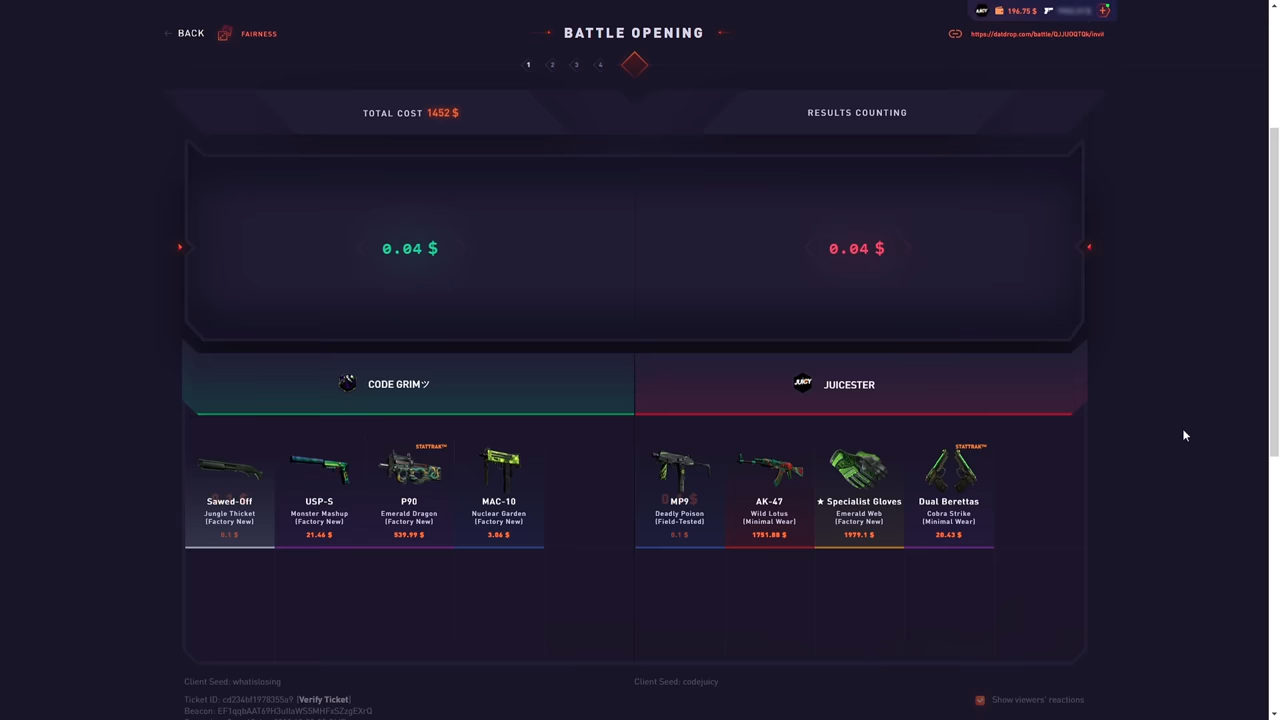 196.75 $
BACK
FAIRNESS
BATTLE OPENING
https://datdrop.com/battle/QJJUOQTQk/invit
1 2 3 4
TOTAL COST 1452 $
RESULTS COUNTING
0.04 $
0.04 $
CODE GRIMツ
JUICY
JUICESTER
Sawed-Off
Jungle Thicket
(Factory New)
0.1 $
USP-S
Monster Mashup
(Factory New)
21.46 $
STATTRAK™
P90
Emerald Dragon
(Factory New)
539.99 $
MAC-10
Nuclear Garden
(Factory New)
3.06 $
MP9
Deadly Poison
(Field-Tested)
0.1 $
AK-47
Wild Lotus
(Minimal Wear)
1751.88 $
★ Specialist Gloves
Emerald Web
(Factory New)
1979.1 $
STATTRAK™
Dual Berettas
Cobra Strike
(Minimal Wear)
20.43 $
Client Seed: whatislosing
Client Seed: codejuicy
Ticket ID: cd234bf1978355a9 [Verify Ticket]
Beacon: EF1qqbAAT69H3uIIaWS5MHFxSZzgEXrQ
Show viewers' reactions